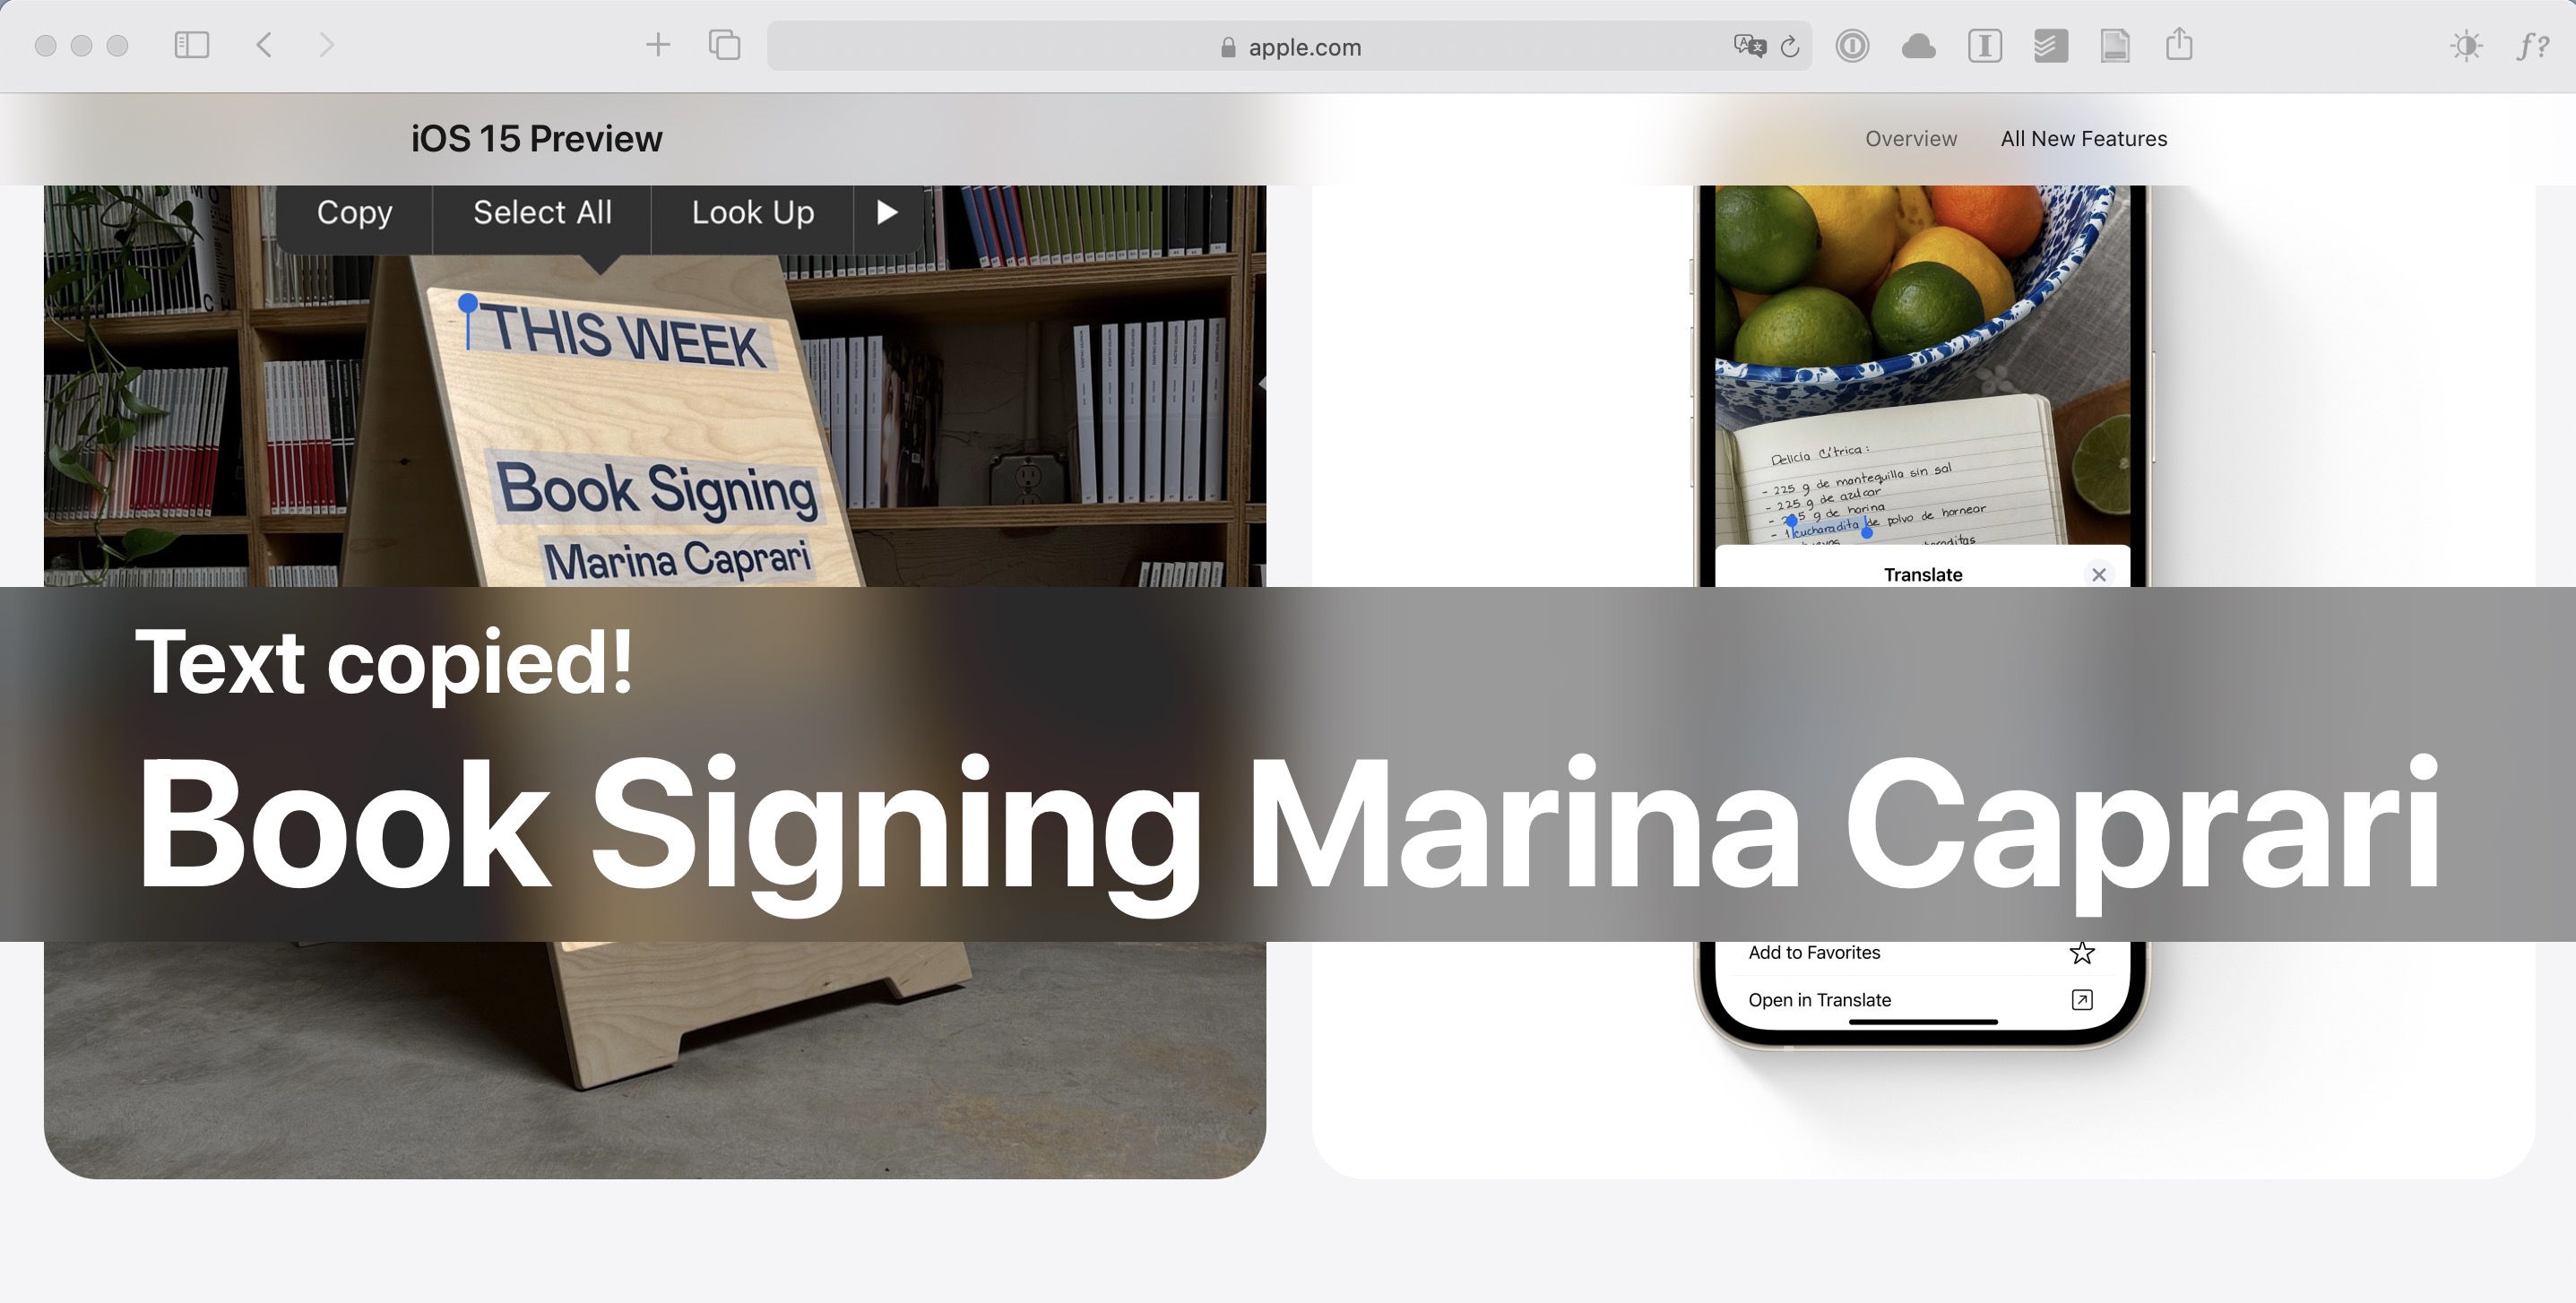 apple.com
iOS 15 Preview
Overview
All New Features
Copy
Select All
Look Up
THIS WEEK
Book Signing
Marina Caprari
Delicia Cítrica:
- 225 g de mantequilla sin sal
- 225 g de azúcar
5 g de harina
- 1 cucharadita de polvo de hornear
Translate
Text copied!
Book Signing Marina Caprari
Add to Favorites
Open in Translate